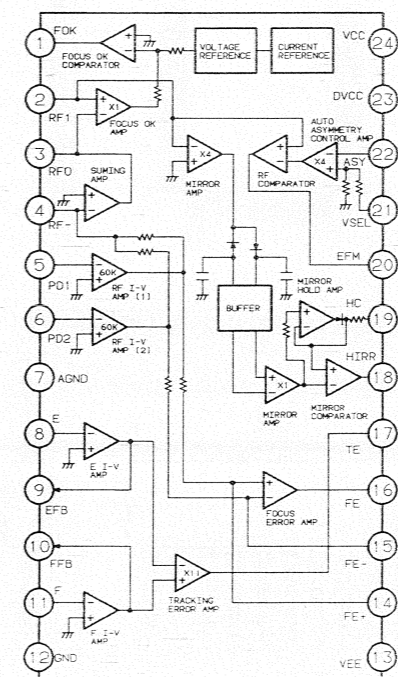 FOK
1
FOCUS OK
COMPARATOR
VOLTAGE
REFERENCE
CURRENT
REFERENCE
VCC
24
2
RF1
X1
FOCUS OK
AMP
DVCC
23
3
RFO
SUMING
AMP
X4
MIRROR
AMP
RF
COMPARATOR
AUTO
ASYMMETRY
CONTROL AMP
X4
ASY
22
4
RF-
VSEL
21
5
PD1
60K
RF I-V
AMP [1]
EFM
20
6
PD2
60K
RF I-V
AMP [2]
BUFFER
MIRROR
HOLD AMP
HC
19
7
AGND
X1
MIRROR
AMP
MIRROR
COMPARATOR
HIRR
18
8
E
E I-V
AMP
17
TE
9
EFB
FOCUS
ERROR AMP
16
FE
10
FFB
15
FE-
11
F
F I-V
AMP
X11
TRACKING
ERROR AMP
14
FE+
12
GND
13
VEE